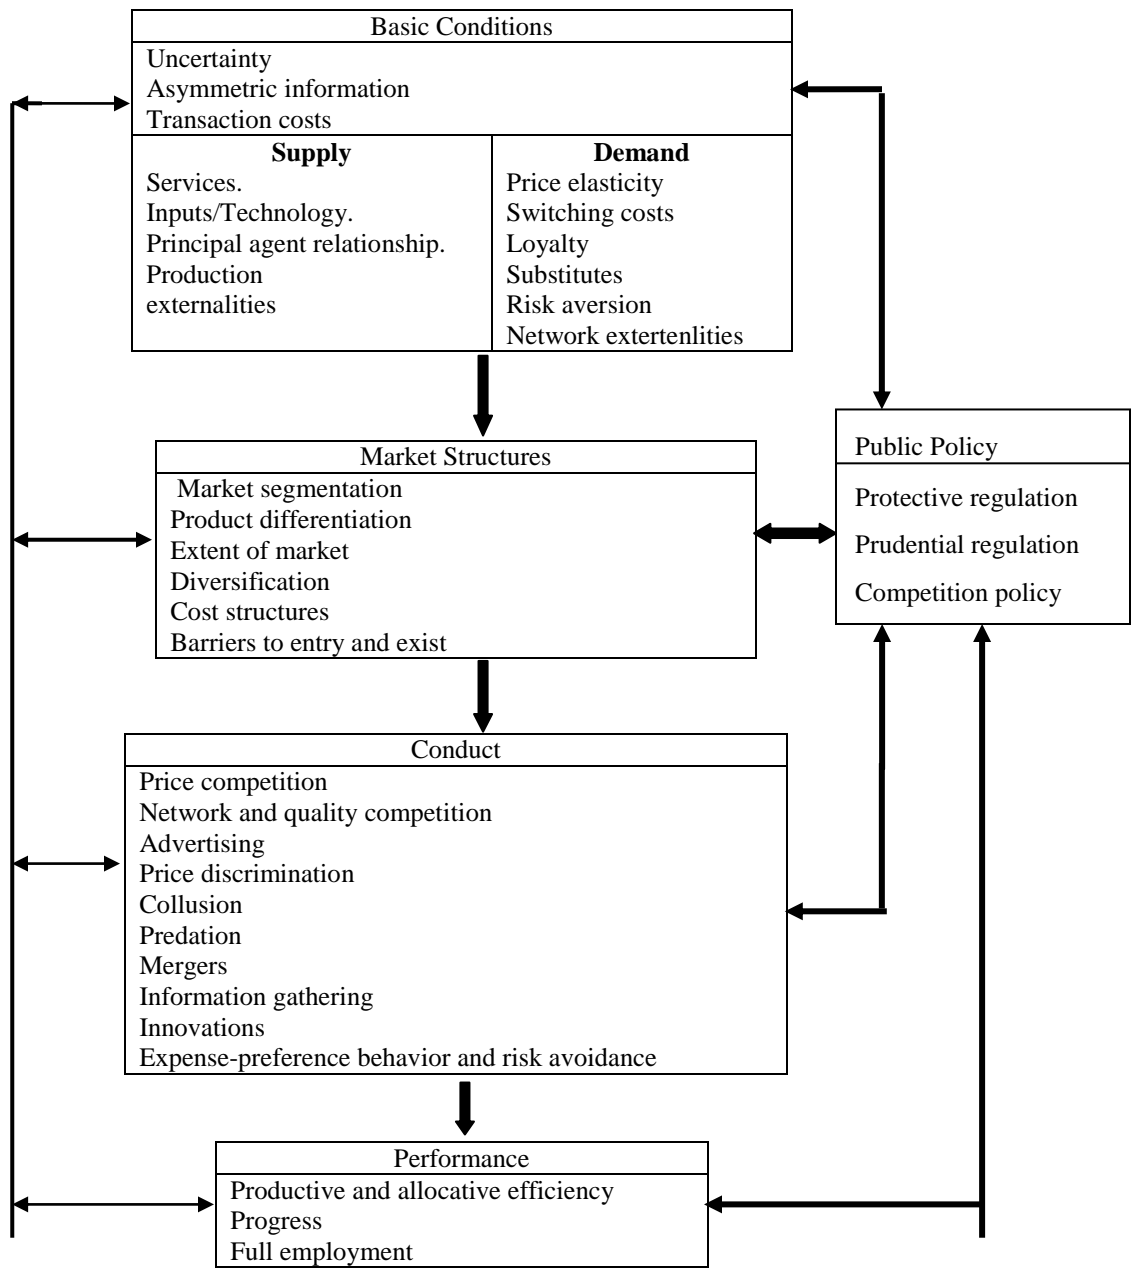 Basic Conditions
Uncertainty
Asymmetric information
Transaction costs
Supply
Services.
Inputs/Technology.
Principal agent relationship.
Production
externalities
Demand
Price elasticity
Switching costs
Loyalty
Substitutes
Risk aversion
Network extertenlities
Market Structures
Market segmentation
Product differentiation
Extent of market
Diversification
Cost structures
Barriers to entry and exist
Public Policy
Protective regulation
Prudential regulation
Competition policy
Conduct
Price competition
Network and quality competition
Advertising
Price discrimination
Collusion
Predation
Mergers
Information gathering
Innovations
Expense-preference behavior and risk avoidance
Performance
Productive and allocative efficiency
Progress
Full employment